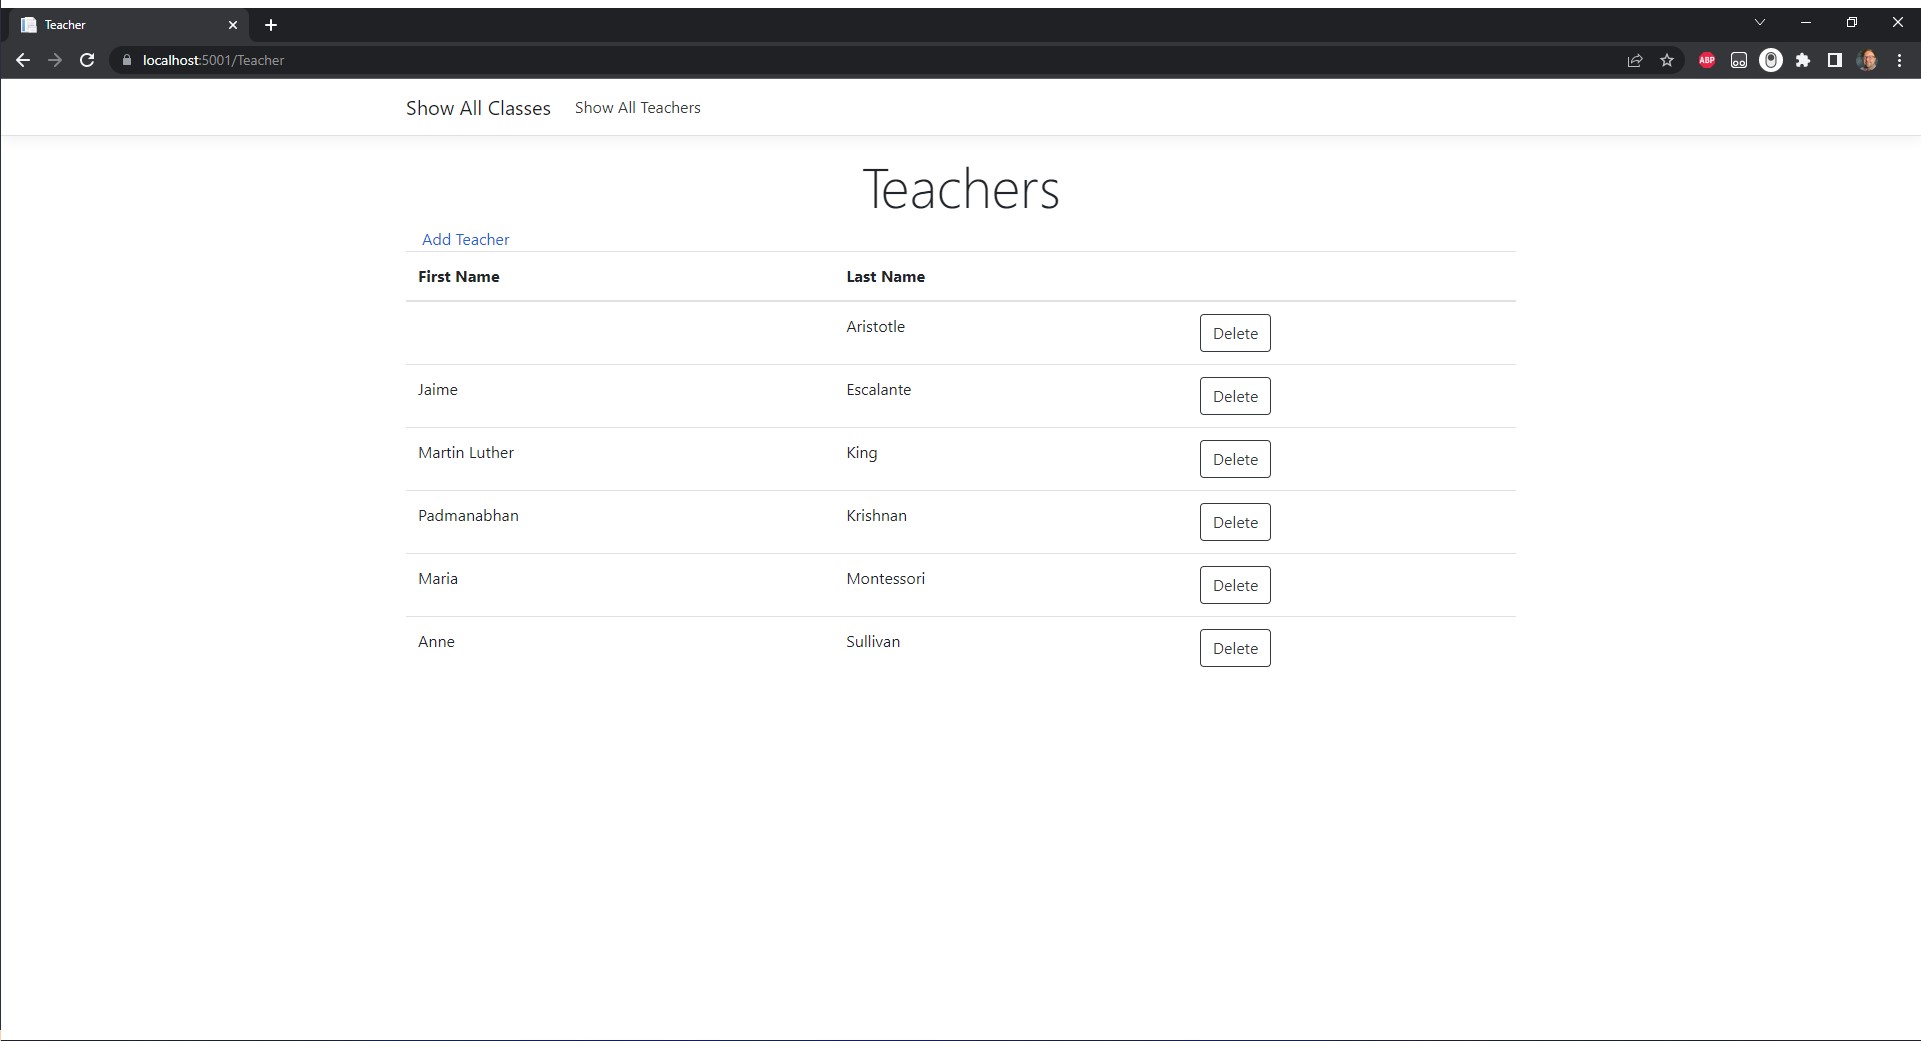 Teacher
localhost:5001/Teacher
ABP
Show All Classes Show All Teachers
Teachers
Add Teacher
First Name Last Name
Aristotle Delete
Jaime Escalante Delete
Martin Luther King Delete
Padmanabhan Krishnan Delete
Maria Montessori Delete
Anne Sullivan Delete